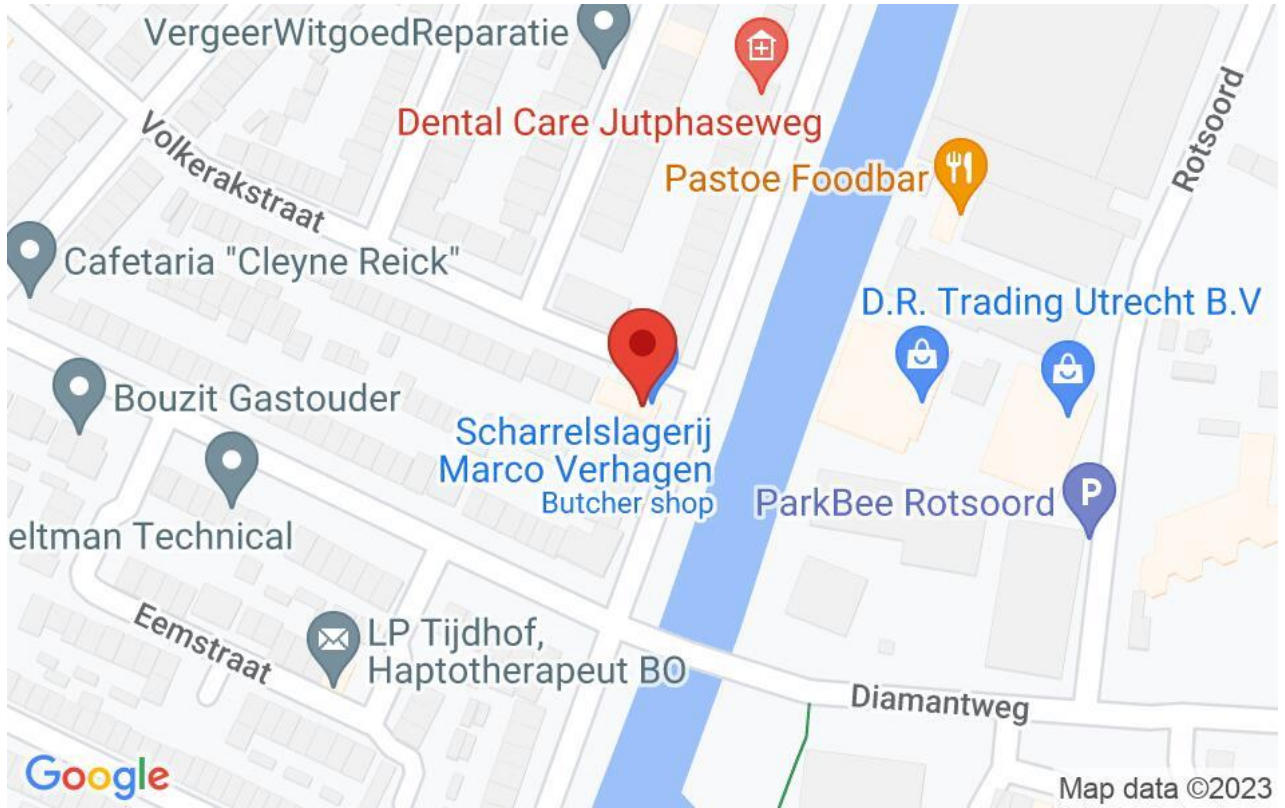 VergeerWitgoedReparatie
Dental Care Jutphaseweg
Rotsoord
Volkerakstraat
Pastoe Foodbar
Cafetaria "Cleyne Reick"
D.R. Trading Utrecht B.V
Bouzit Gastouder
Scharrelslagerij
Marco Verhagen
Butcher shop
ParkBee Rotsoord
P
eltman Technical
Eemstraat
LP Tijdhof,
Haptotherapeut BO
Diamantweg
Google
Map data ©2023